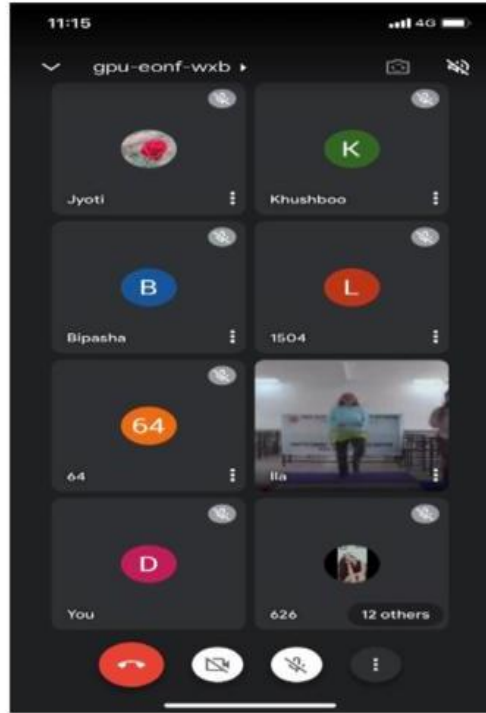 11:15 4G
gpu-eonf-wxb
Jyoti
K
Khushboo
B
Bipasha
L
1504
64
64
Ila
D
You
626
12 others